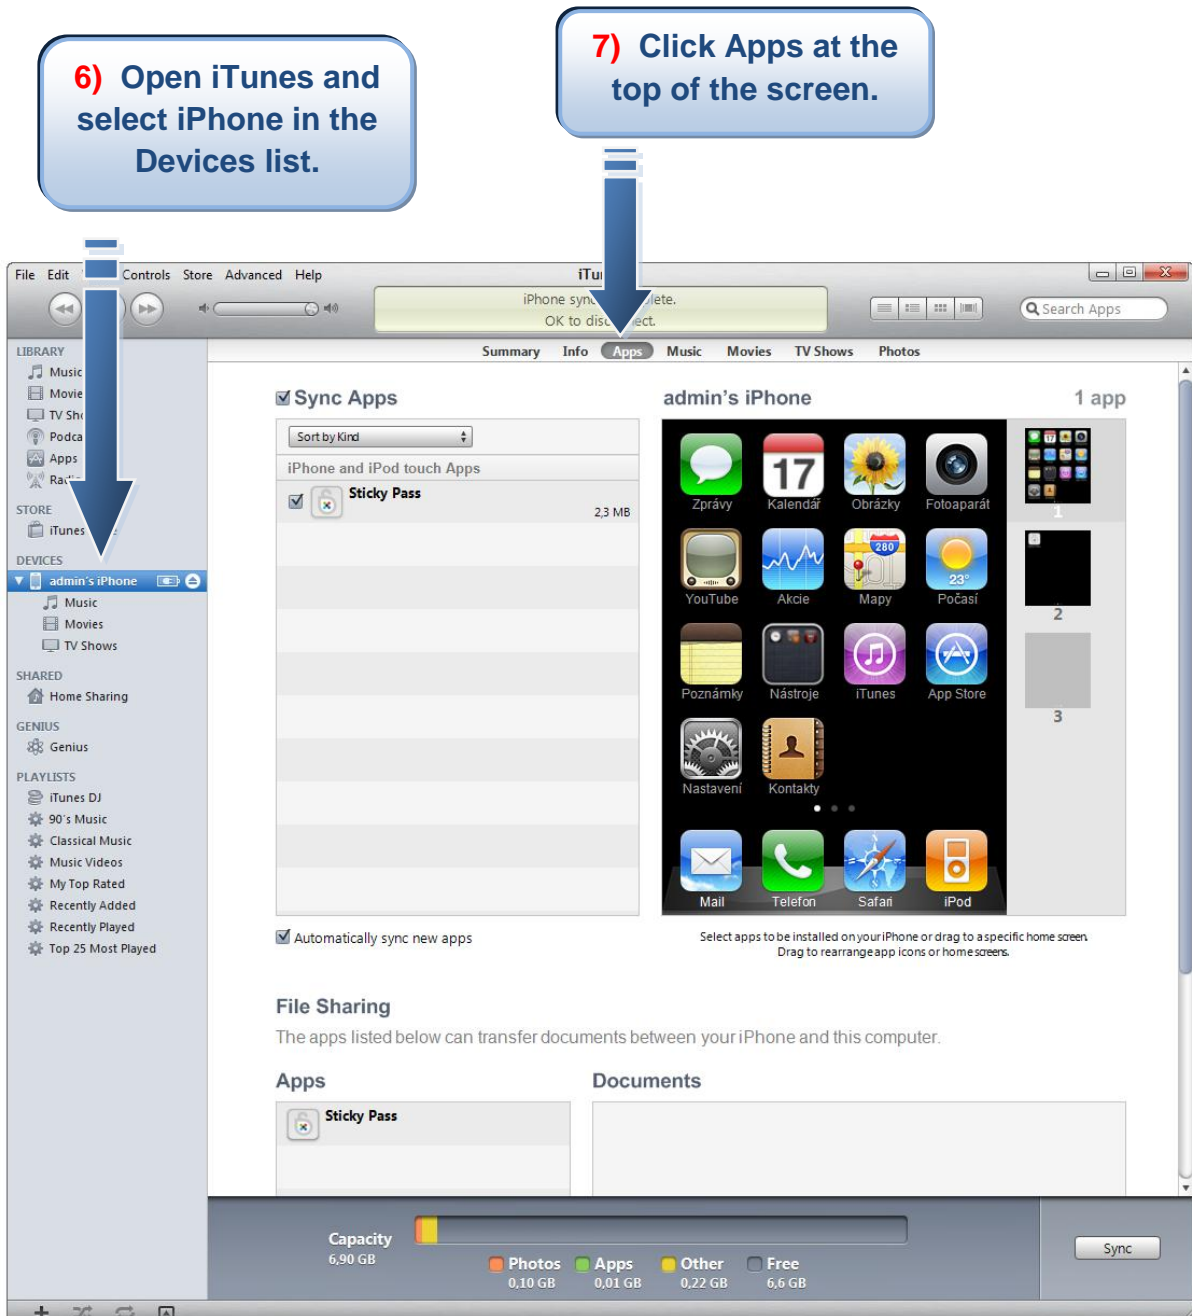 6) Open iTunes and
select iPhone in the
Devices list.
7) Click Apps at the
top of the screen.
File Edit Controls Store Advanced Help
iPhone sync
OK to
Search Apps
LIBRARY
Music
TV
Apps
STORE
iTunes
DEVICES
admin's iPhone
Music
Movies
TV Shows
SHARED
Home Sharing
GENIUS
Genius
PLAYLISTS
iTunes DJ
90's Music
Classical Music
Music Videos
My Top Rated
Recently Added
Recently Played
Top 25 Most Played
Summary Info Apps Music Movies TV Shows Photos
Sync Apps
Sort by Kind
iPhone and iPod touch Apps
Sticky Pass
2,3 MB
Automatically sync new apps
admin's iPhone
1 app
17
280
23°
Zprávy Kalendář Obrázky Fotoaparát
YouTube Akcie Mapy Počasí
Poznámky Nástroje iTunes App Store
Nastavení Kontakty
Mail Telefon Safari iPod
1
2
3
Select apps to be installed on your iPhone or drag to a specific home screen.
Drag to rearrange app icons or home screens.
File Sharing
The apps listed below can transfer documents between your iPhone and this computer.
Apps
Sticky Pass
Documents
Capacity
6,90 GB
Photos Apps Other Free
0,10 GB 0,01 GB 0,22 GB 6,6 GB
Sync